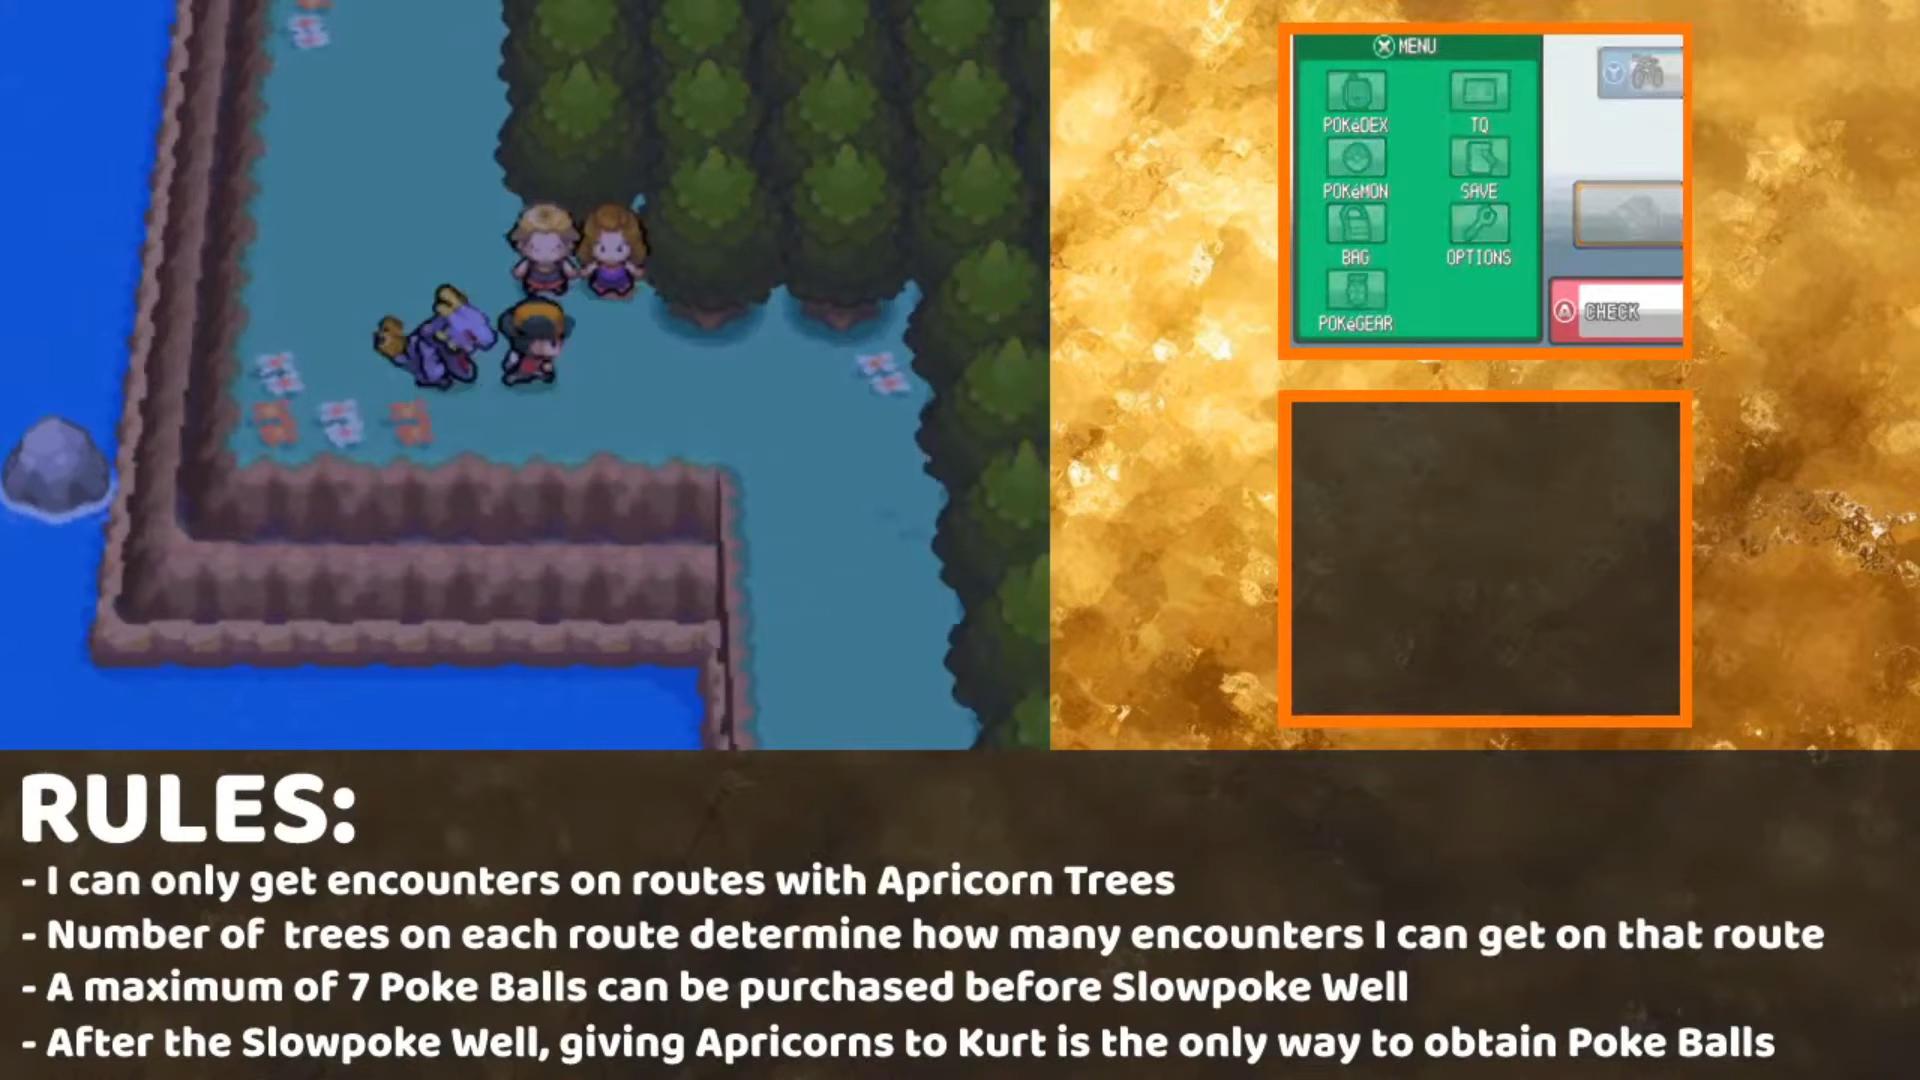 MENU
Y
POKéDEX
TQ
POKéMON
SAVE
BAG
OPTIONS
POKéGEAR
A CHECK
RULES:
- I can only get encounters on routes with Apricorn Trees
- Number of trees on each route determine how many encounters I can get on that route
- A maximum of 7 Poke Balls can be purchased before Slowpoke Well
- After the Slowpoke Well, giving Apricorns to Kurt is the only way to obtain Poke Balls